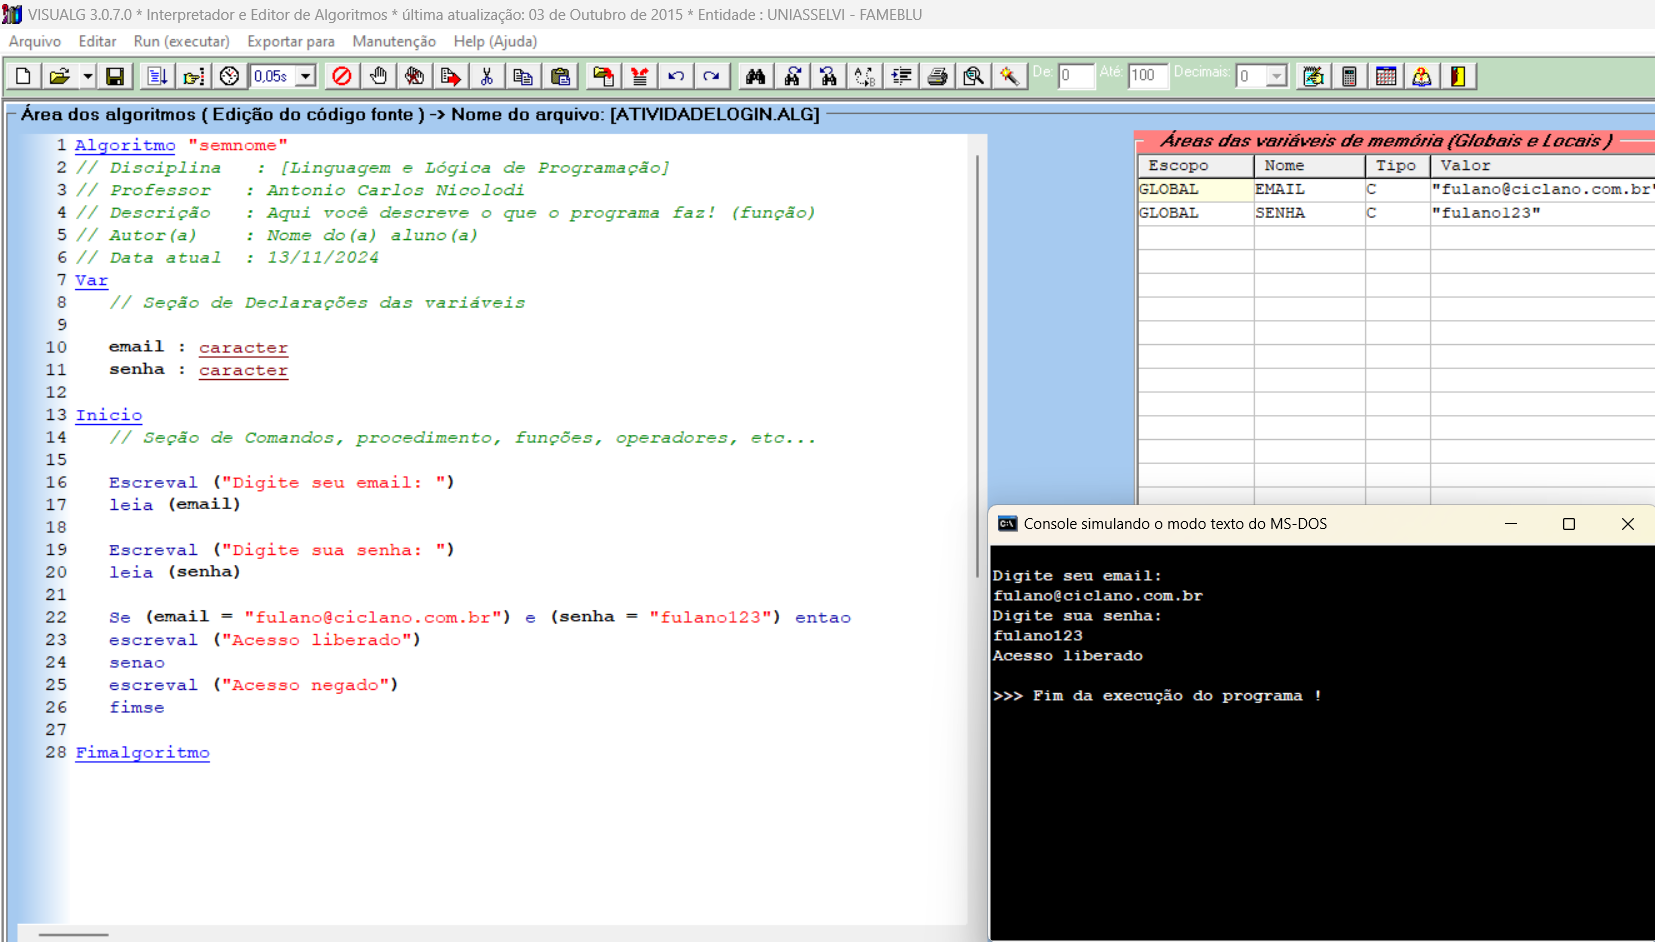 VISUALG 3.0.7.0 * Interpretador e Editor de Algoritmos * última atualização: 03 de Outubro de 2015 * Entidade : UNIASSELVI - FAMEBLU
Arquivo Editar Run (executar) Exportar para Manutenção Help (Ajuda)
0,05s De: 0 Até: 100 Decimais: 0
Área dos algoritmos ( Edição do código fonte ) -> Nome do arquivo: [ATIVIDADELOGIN.ALG]
1 Algoritmo "semnome"
2 // Disciplina : [Linguagem e Lógica de Programação]
3 // Professor : Antonio Carlos Nicolodi
4 // Descrição : Aqui você descreve o que o programa faz! (função)
5 // Autor(a) : Nome do(a) aluno(a)
6 // Data atual : 13/11/2024
7 Var
8 // Seção de Declarações das variáveis
9
10 email : caracter
11 senha : caracter
12
13 Inicio
14 // Seção de Comandos, procedimento, funções, operadores, etc...
15
16 Escreval ("Digite seu email: ")
17 leia (email)
18
19 Escreval ("Digite sua senha: ")
20 leia (senha)
21
22 Se (email = "fulano@ciclano.com.br") e (senha = "fulano123") entao
23 escreval ("Acesso liberado")
24 senao
25 escreval ("Acesso negado")
26 fimse
27
28 Fimalgoritmo
Áreas das variáveis de memória (Globais e Locais )
Escopo Nome Tipo Valor
GLOBAL EMAIL C "fulano@ciclano.com.br"
GLOBAL SENHA C "fulano123"
Console simulando o modo texto do MS-DOS
Digite seu email:
fulano@ciclano.com.br
Digite sua senha:
fulano123
Acesso liberado
>>> Fim da execução do programa !